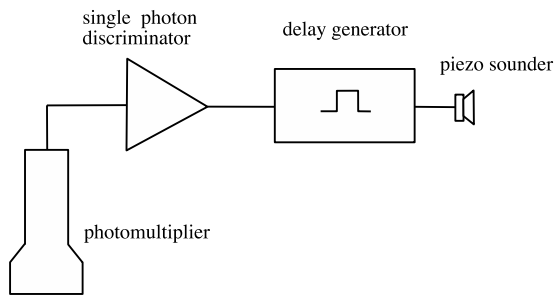 single photon
discriminator
delay generator
piezo sounder
photomultiplier